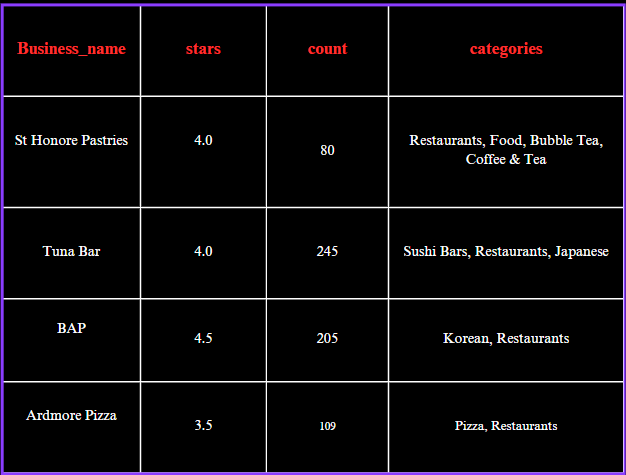 Business_name stars count categories
St Honore Pastries 4.0 80 Restaurants, Food, Bubble Tea,
Coffee & Tea
Tuna Bar 4.0 245 Sushi Bars, Restaurants, Japanese
BAP 4.5 205 Korean, Restaurants
Ardmore Pizza 3.5 109 Pizza, Restaurants